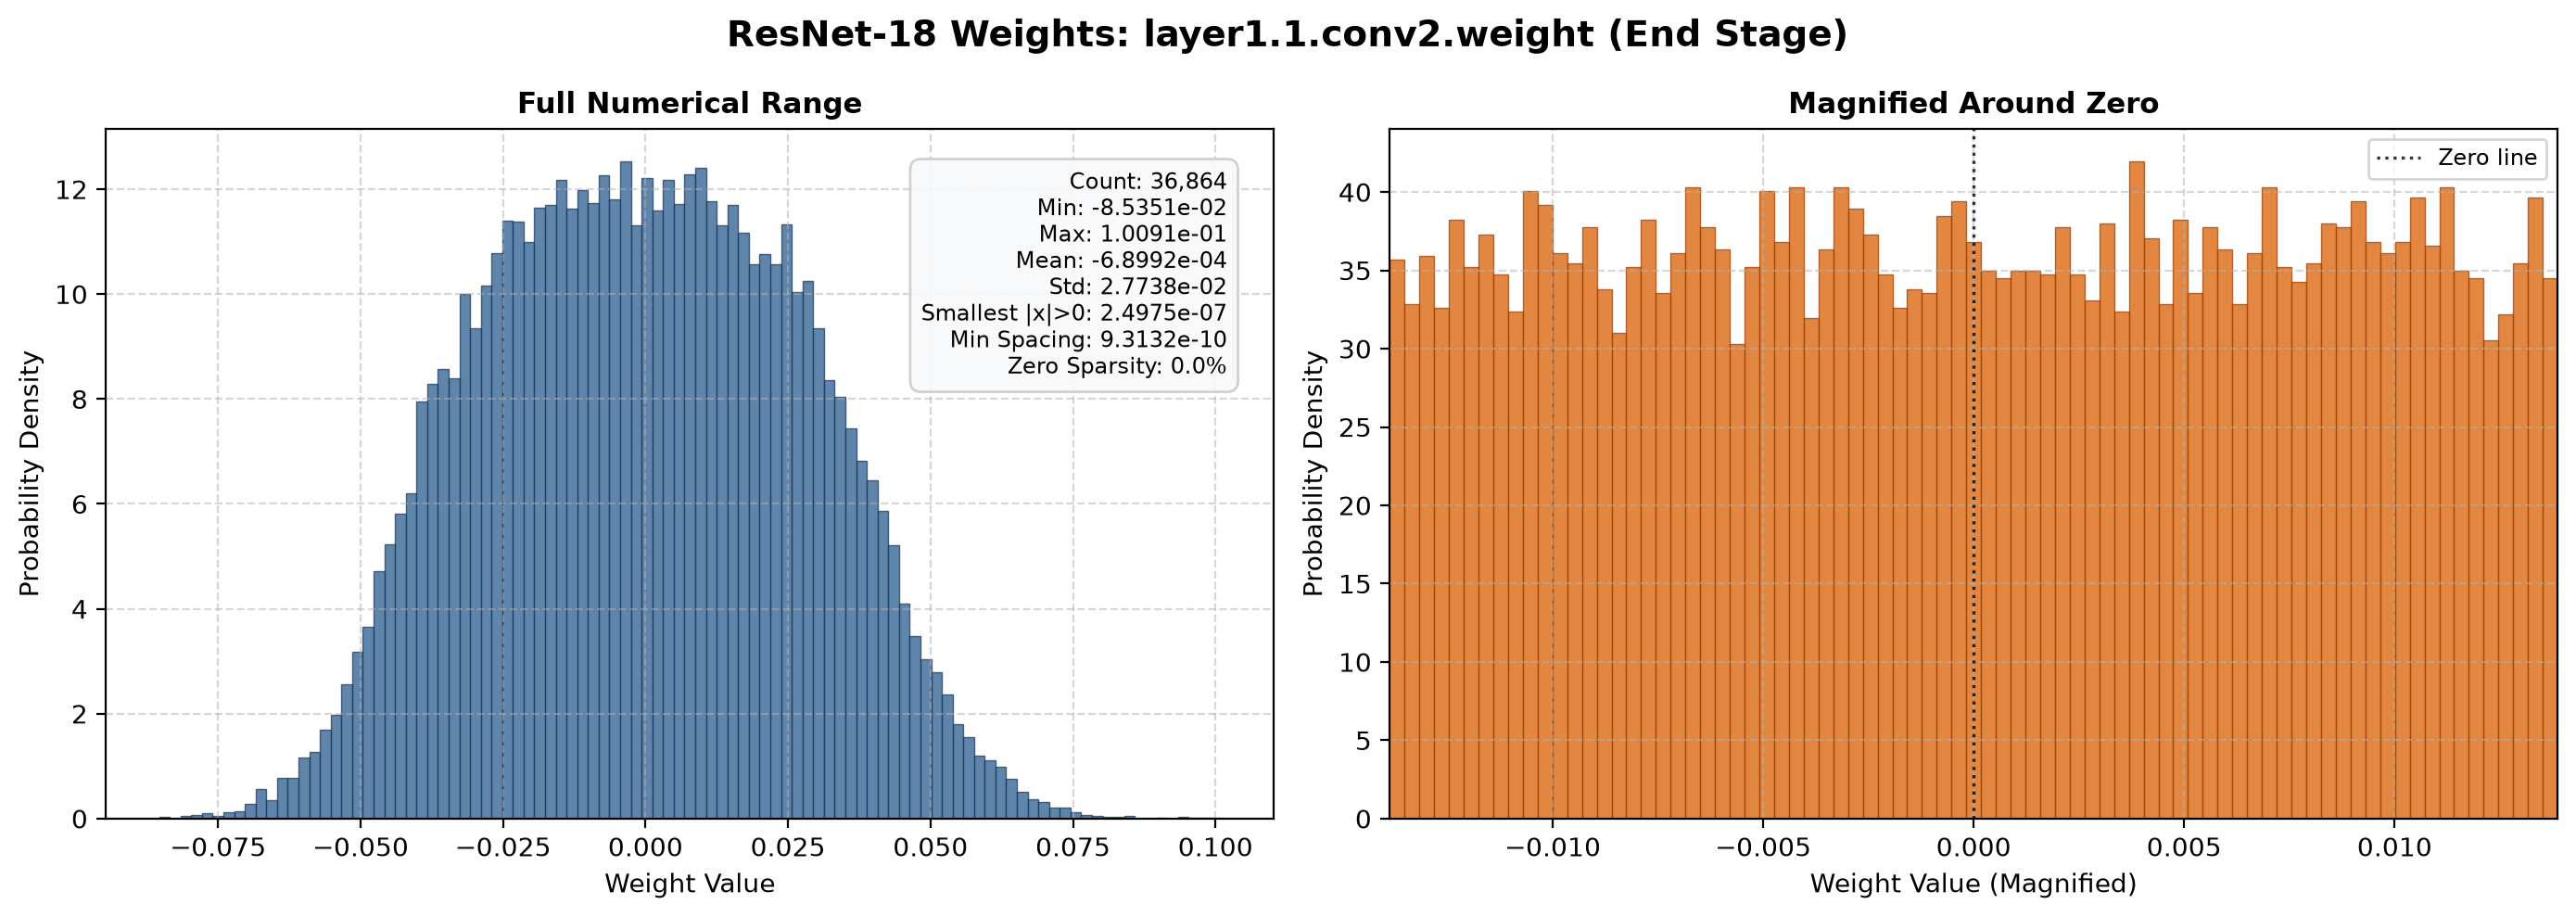 ResNet-18 Weights: layer1.1.conv2.weight (End Stage)
Full Numerical Range
Probability Density
12
10
8
6
4
2
0
Count: 36,864
Min: -8.5351e-02
Max: 1.0091e-01
Mean: -6.8992e-04
Std: 2.7738e-02
Smallest |x|>0: 2.4975e-07
Min Spacing: 9.3132e-10
Zero Sparsity: 0.0%
−0.075 −0.050 −0.025 0.000 0.025 0.050 0.075 0.100
Weight Value
Magnified Around Zero
Probability Density
40
35
30
25
20
15
10
5
0
Zero line
−0.010 −0.005 0.000 0.005 0.010
Weight Value (Magnified)